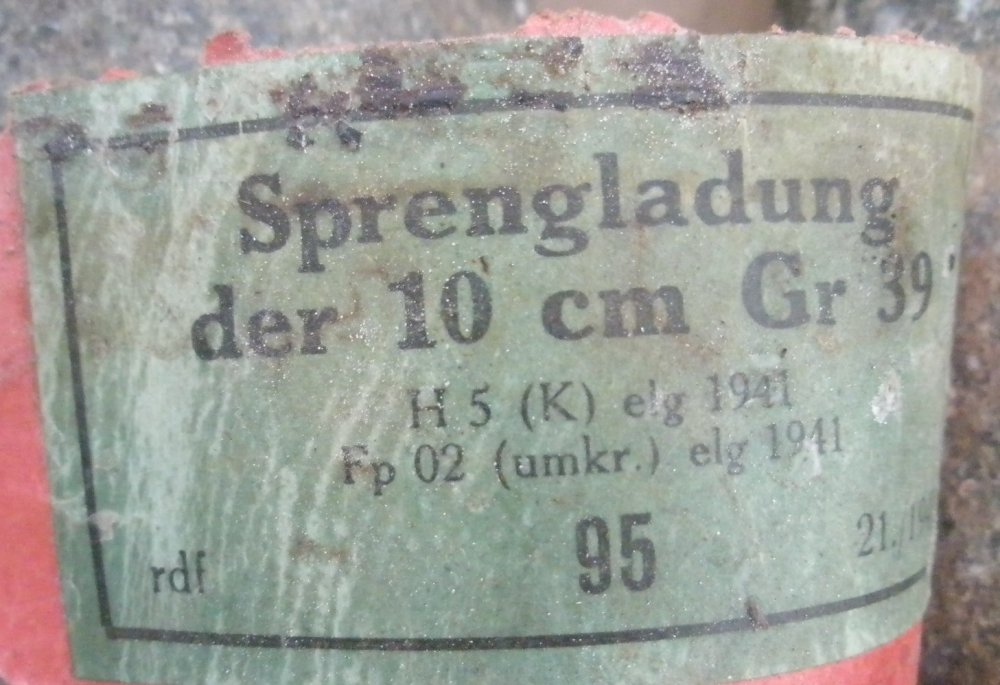 Sprengladung
der 10 cm Gr 39
H 5 (K) elg 1941
Fp 02 (umkr.) elg 1941
rdf 95